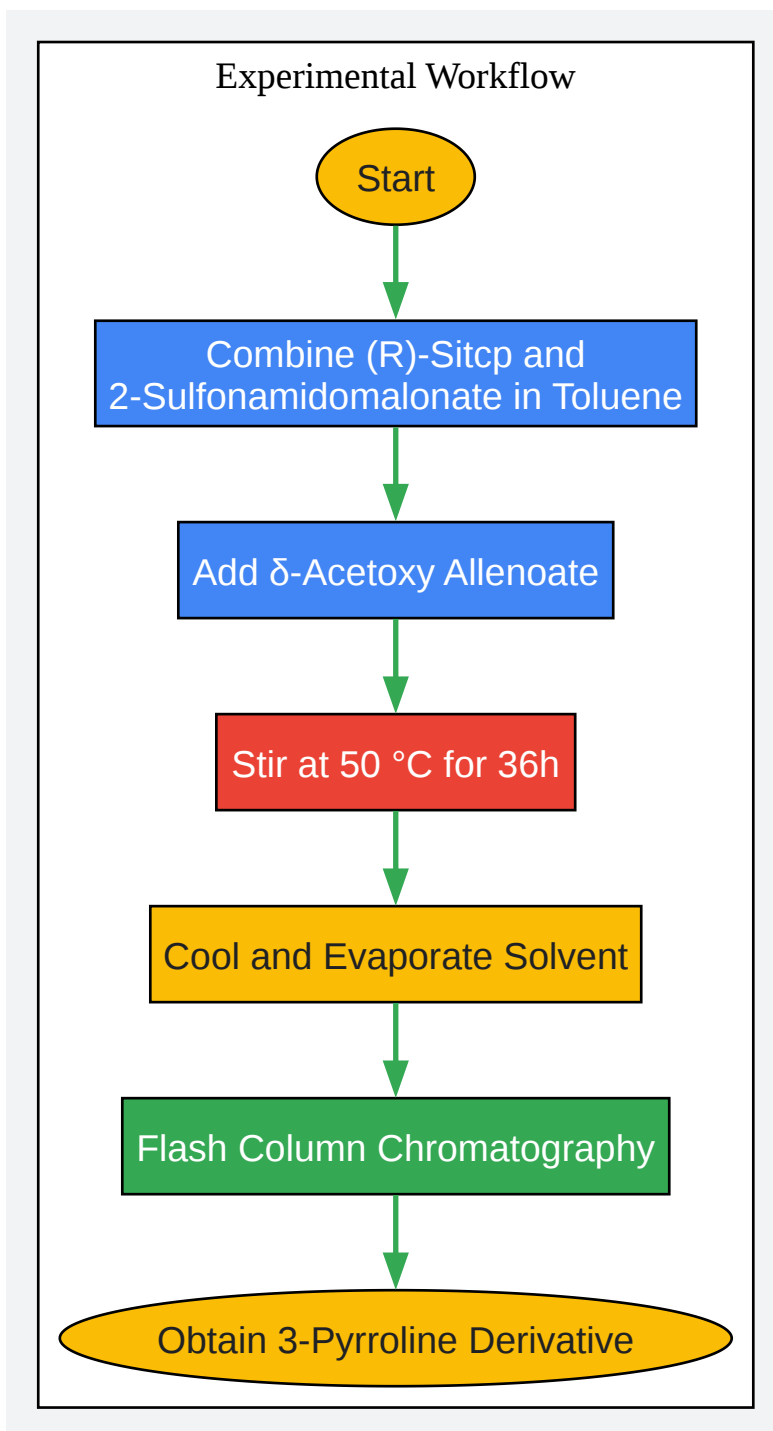 Experimental Workflow
Start
Combine (R)-Sitcp and
2-Sulfonamidomalonate in Toluene
Add δ-Acetoxy Allenoate
Stir at 50 °C for 36h
Cool and Evaporate Solvent
Flash Column Chromatography
Obtain 3-Pyrroline Derivative